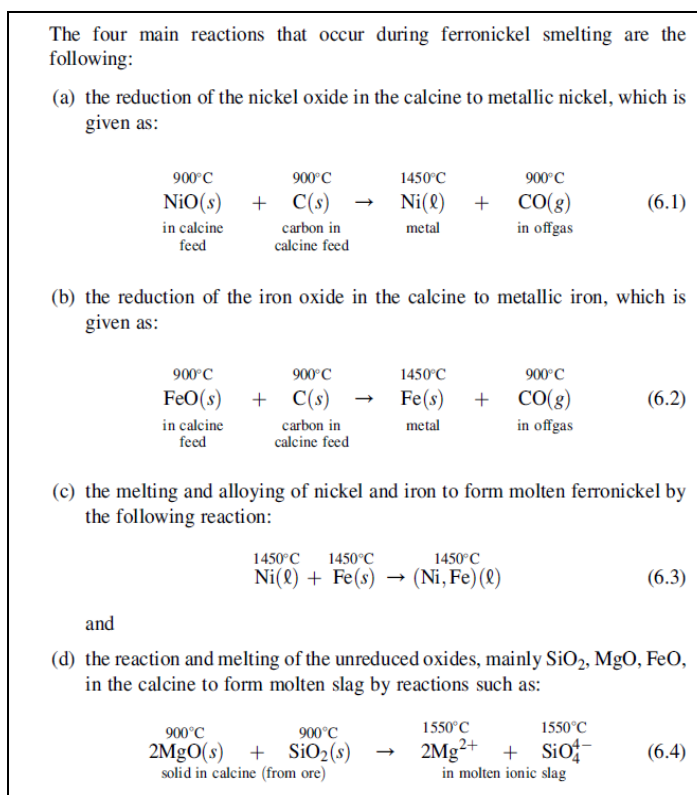 The four main reactions that occur during ferronickel smelting are the
following:
(a) the reduction of the nickel oxide in the calcine to metallic nickel, which is
given as:
900°C 900°C 1450°C 900°C
NiO(s) + C(s) → Ni(ℓ) + CO(g) (6.1)
in calcine carbon in metal in offgas
feed calcine feed
(b) the reduction of the iron oxide in the calcine to metallic iron, which is
given as:
900°C 900°C 1450°C 900°C
FeO(s) + C(s) → Fe(s) + CO(g) (6.2)
in calcine carbon in metal in offgas
feed calcine feed
(c) the melting and alloying of nickel and iron to form molten ferronickel by
the following reaction:
1450°C 1450°C 1450°C
Ni(ℓ) + Fe(s) → (Ni, Fe)(ℓ) (6.3)
and
(d) the reaction and melting of the unreduced oxides, mainly SiO₂, MgO, FeO,
in the calcine to form molten slag by reactions such as:
900°C 900°C 1550°C 1550°C
2MgO(s) + SiO₂(s) → 2Mg²⁺ + SiO₄⁴⁻ (6.4)
solid in calcine (from ore) in molten ionic slag